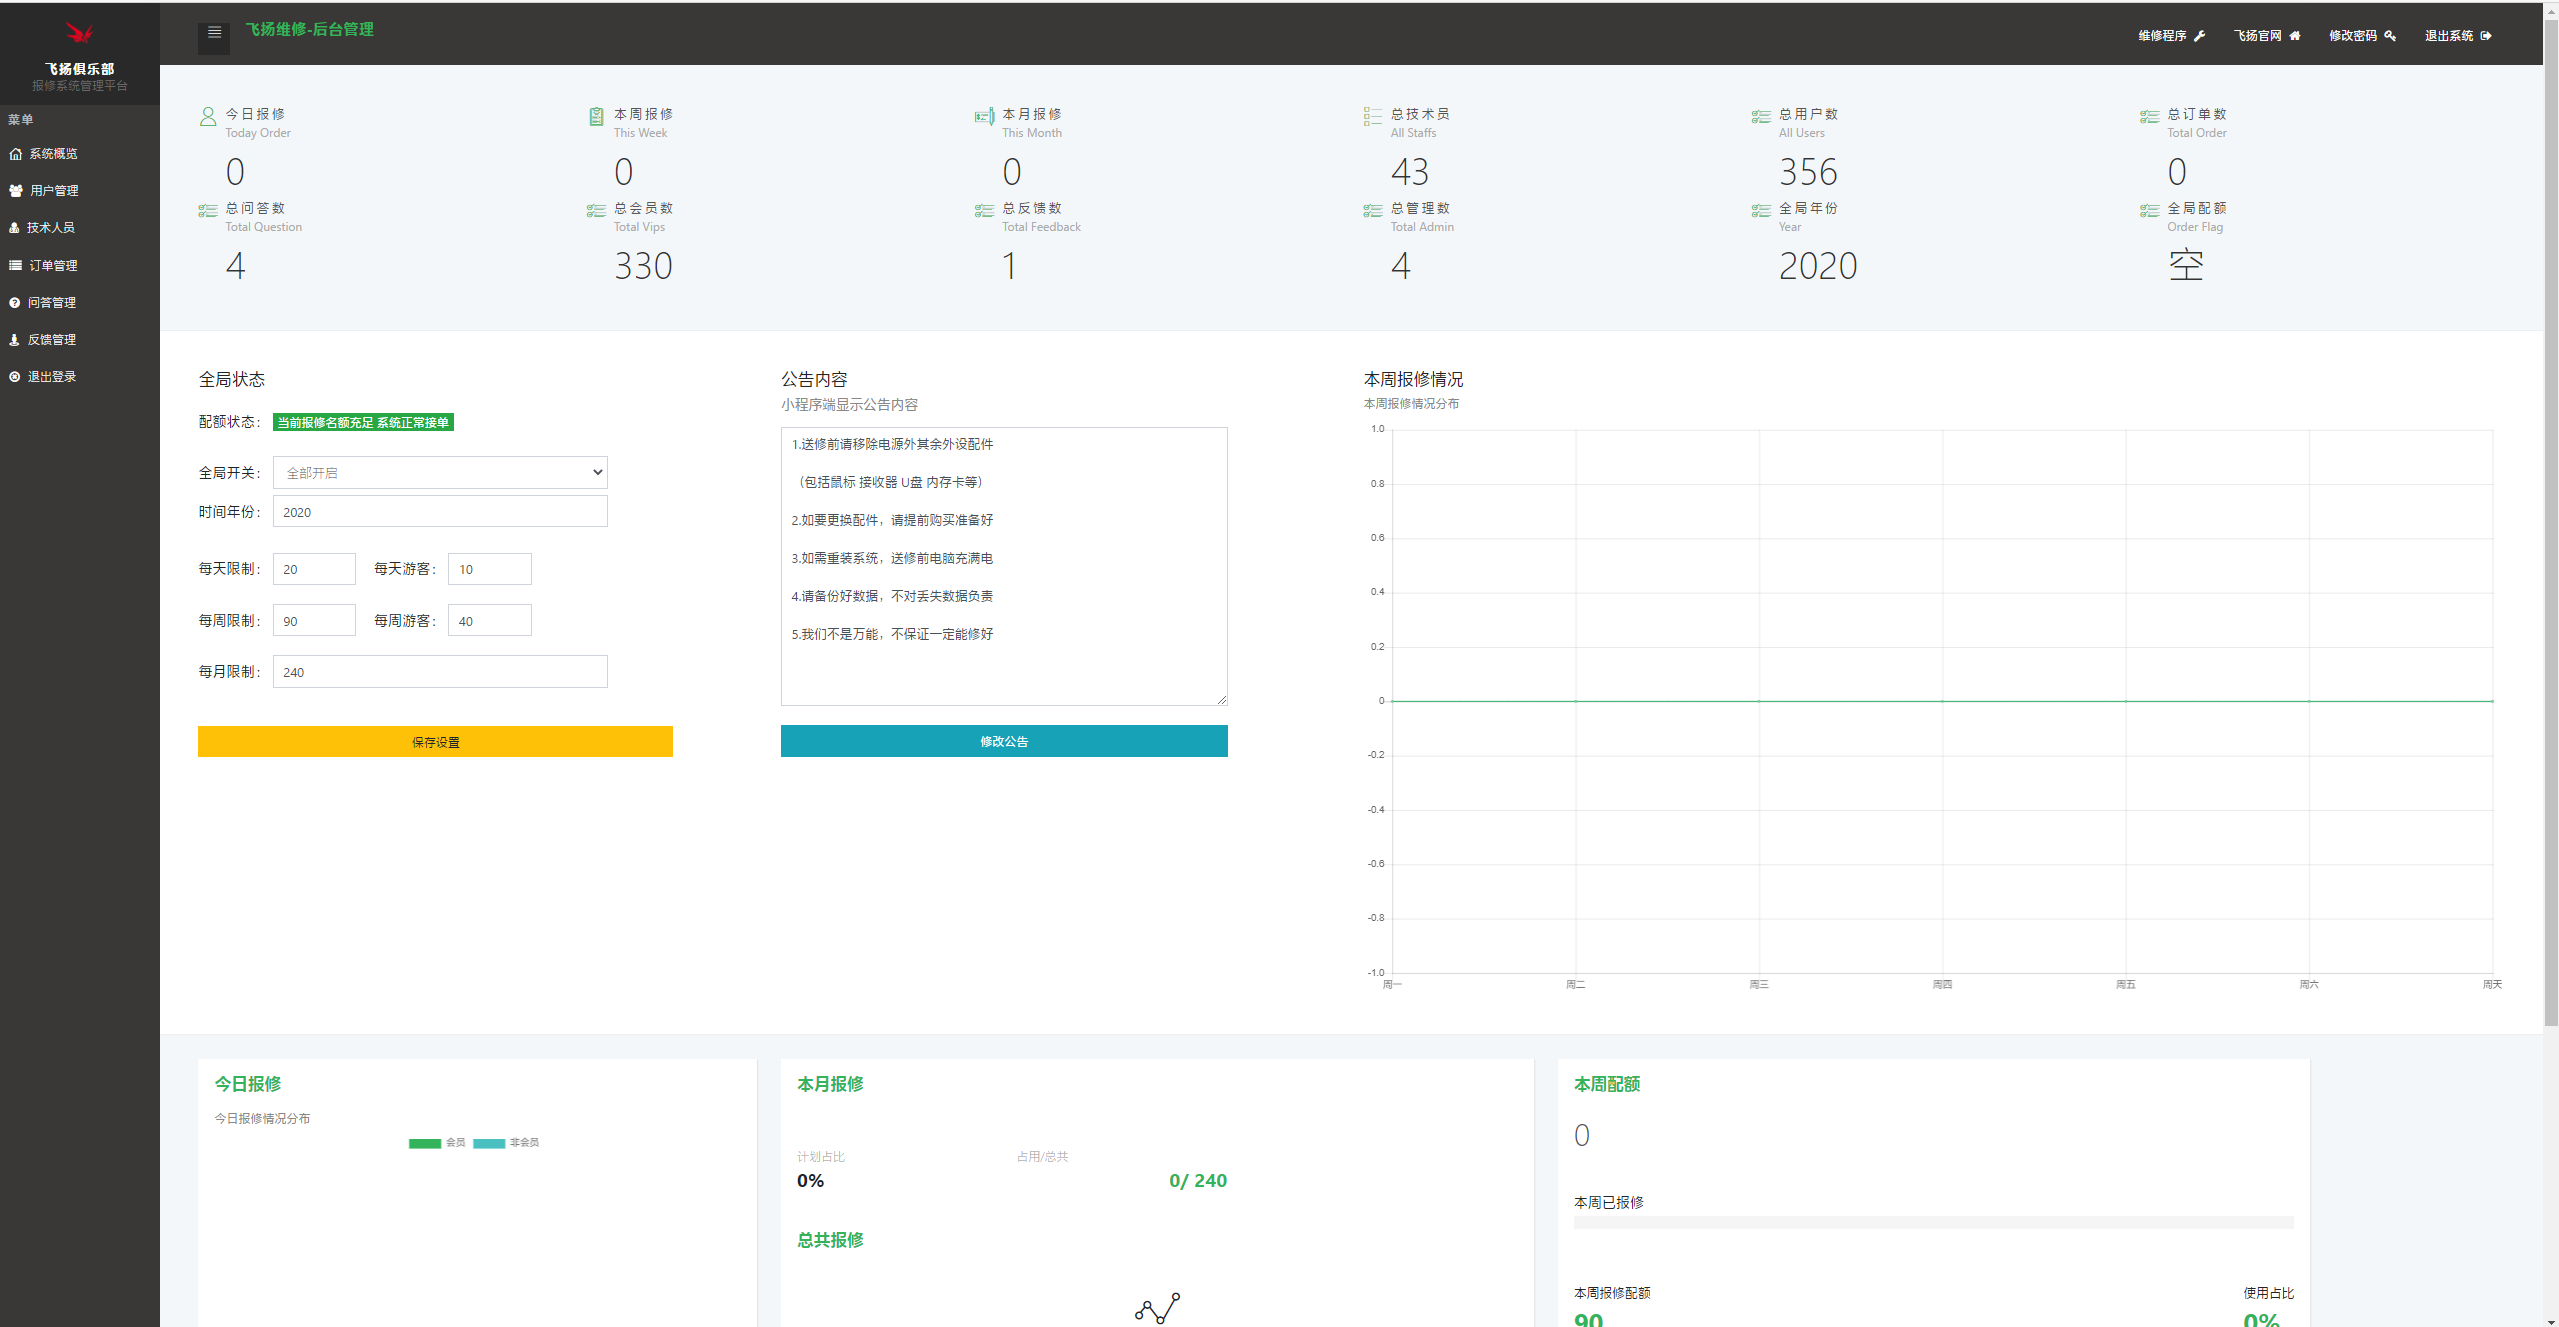 飞扬俱乐部
报修系统管理平台
菜单
系统概览
用户管理
技术人员
订单管理
问答管理
反馈管理
退出登录
飞扬维修-后台管理
维修程序
飞扬官网
修改密码
退出系统
今日报修
Today Order
0
本周报修
This Week
0
本月报修
This Month
0
总技术员
All Staffs
43
总用户数
All Users
356
总订单数
Total Order
0
总问答数
Total Question
4
总会员数
Total Vips
330
总反馈数
Total Feedback
1
总管理数
Total Admin
4
全局年份
Year
2020
全局配额
Order Flag
空
全局状态
配额状态： 当前报修名额充足 系统正常接单
全局开关： 全部开启
时间年份： 2020
每天限制： 20 每天游客： 10
每周限制： 90 每周游客： 40
每月限制： 240
保存设置
公告内容
小程序端显示公告内容
1.送修前请移除电源外其余外设配件
（包括鼠标 接收器 U盘 内存卡等）
2.如要更换配件，请提前购买准备好
3.如需重装系统，送修前电脑充满电
4.请备份好数据，不对丢失数据负责
5.我们不是万能，不保证一定能修好
修改公告
本周报修情况
本周报修情况分布
1.0
0.8
0.6
0.4
0.2
0
-0.2
-0.4
-0.6
-0.8
-1.0
周一 周二 周三 周四 周五 周六 周天
今日报修
今日报修情况分布
会员 非会员
本月报修
计划占比 占用/总共
0% 0/ 240
总共报修
本周配额
0
本周已报修
本周报修配额 使用占比
90 0%